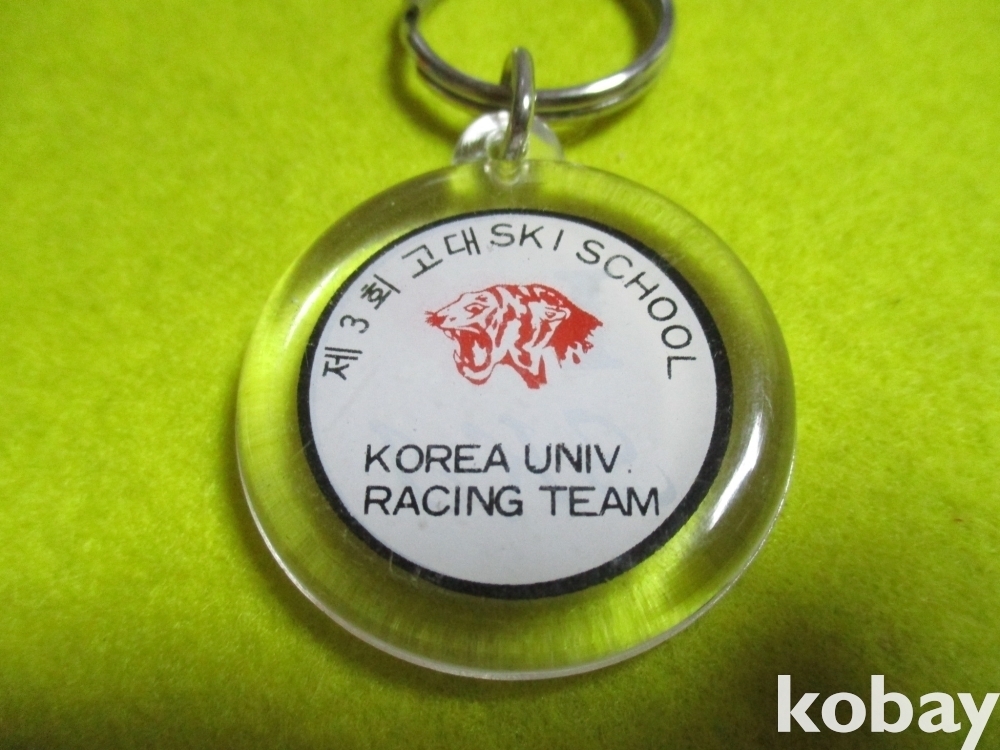 제 3 회 고대 SKI SCHOOL
KOREA UNIV.
RACING TEAM
kobay